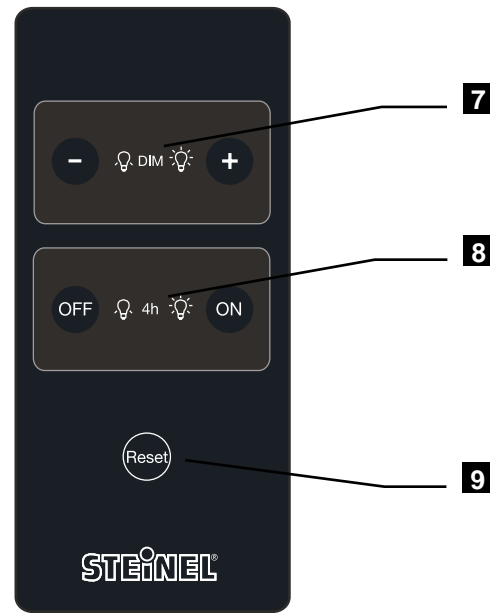 - DIM +
7
OFF 4h ON
8
Reset
9
STEINEL®